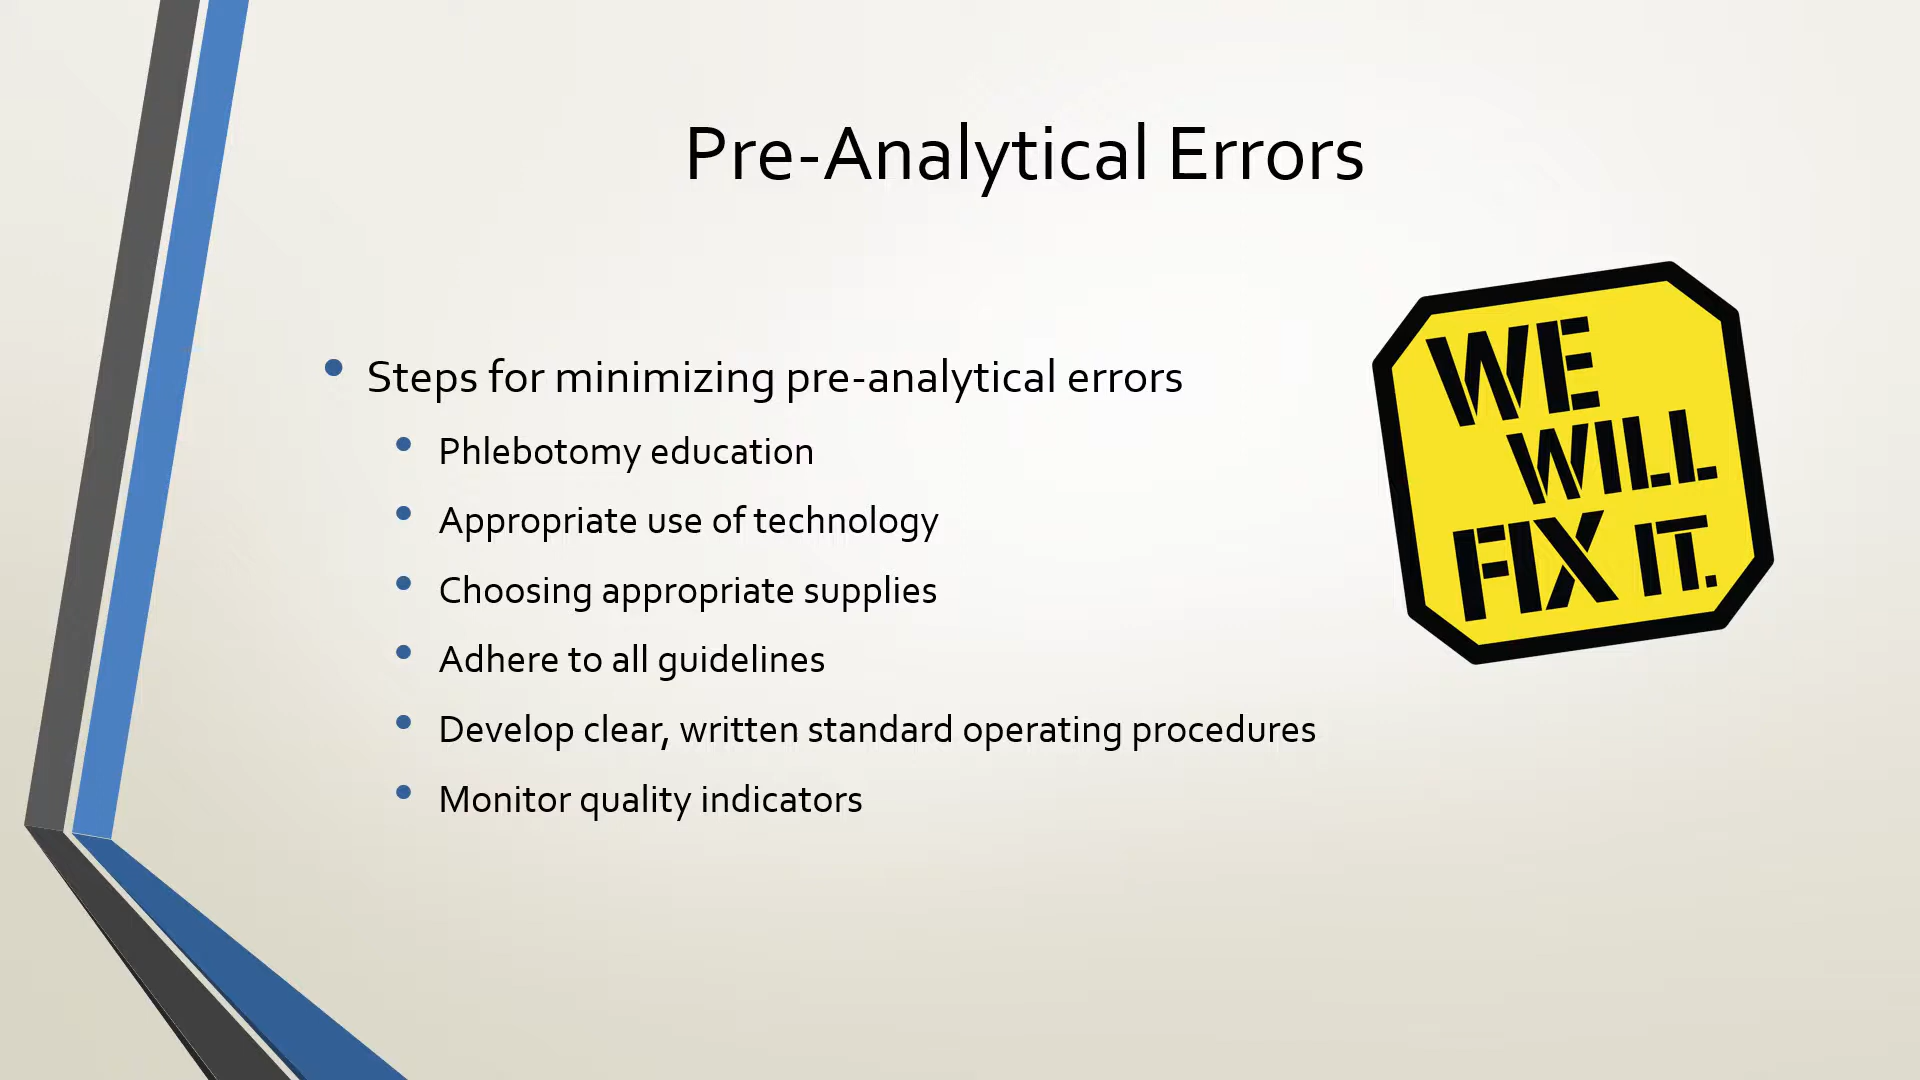 Pre-Analytical Errors
Steps for minimizing pre-analytical errors
Phlebotomy education
Appropriate use of technology
Choosing appropriate supplies
Adhere to all guidelines
Develop clear, written standard operating procedures
Monitor quality indicators
WE
WILL
FIX IT.